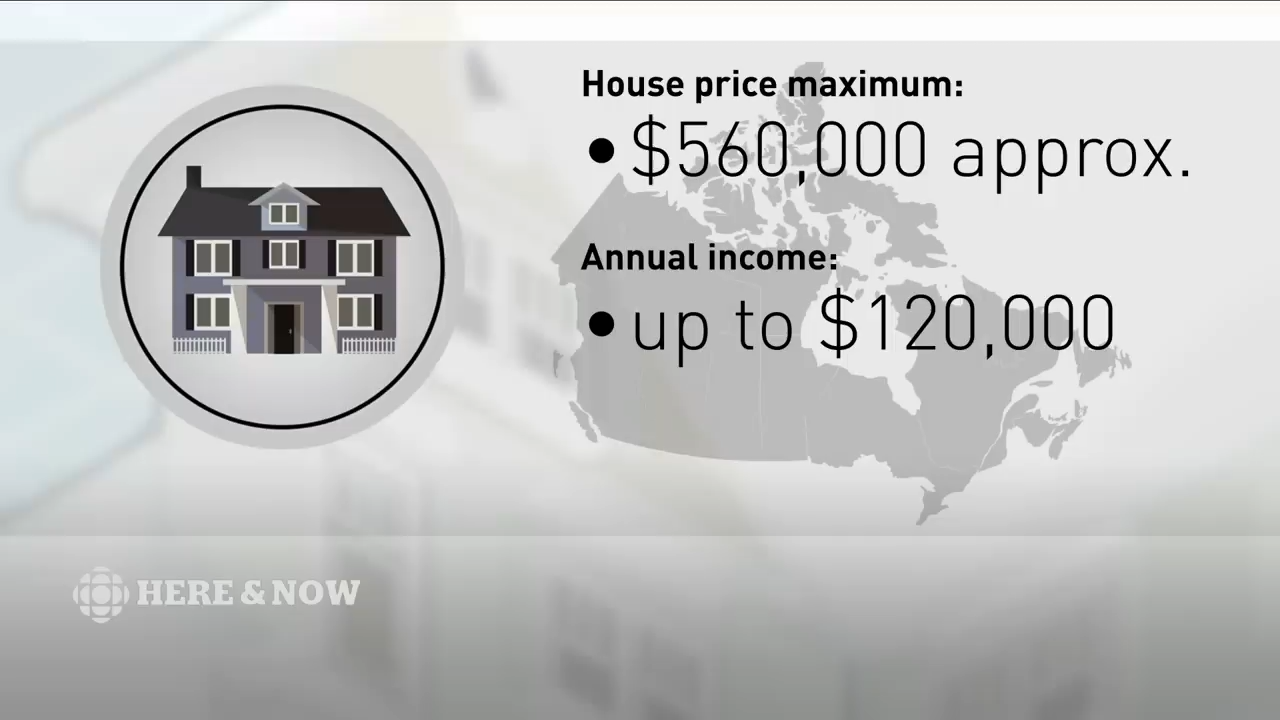 House price maximum:
• $560,000 approx.
Annual income:
• up to $120,000
HERE & NOW